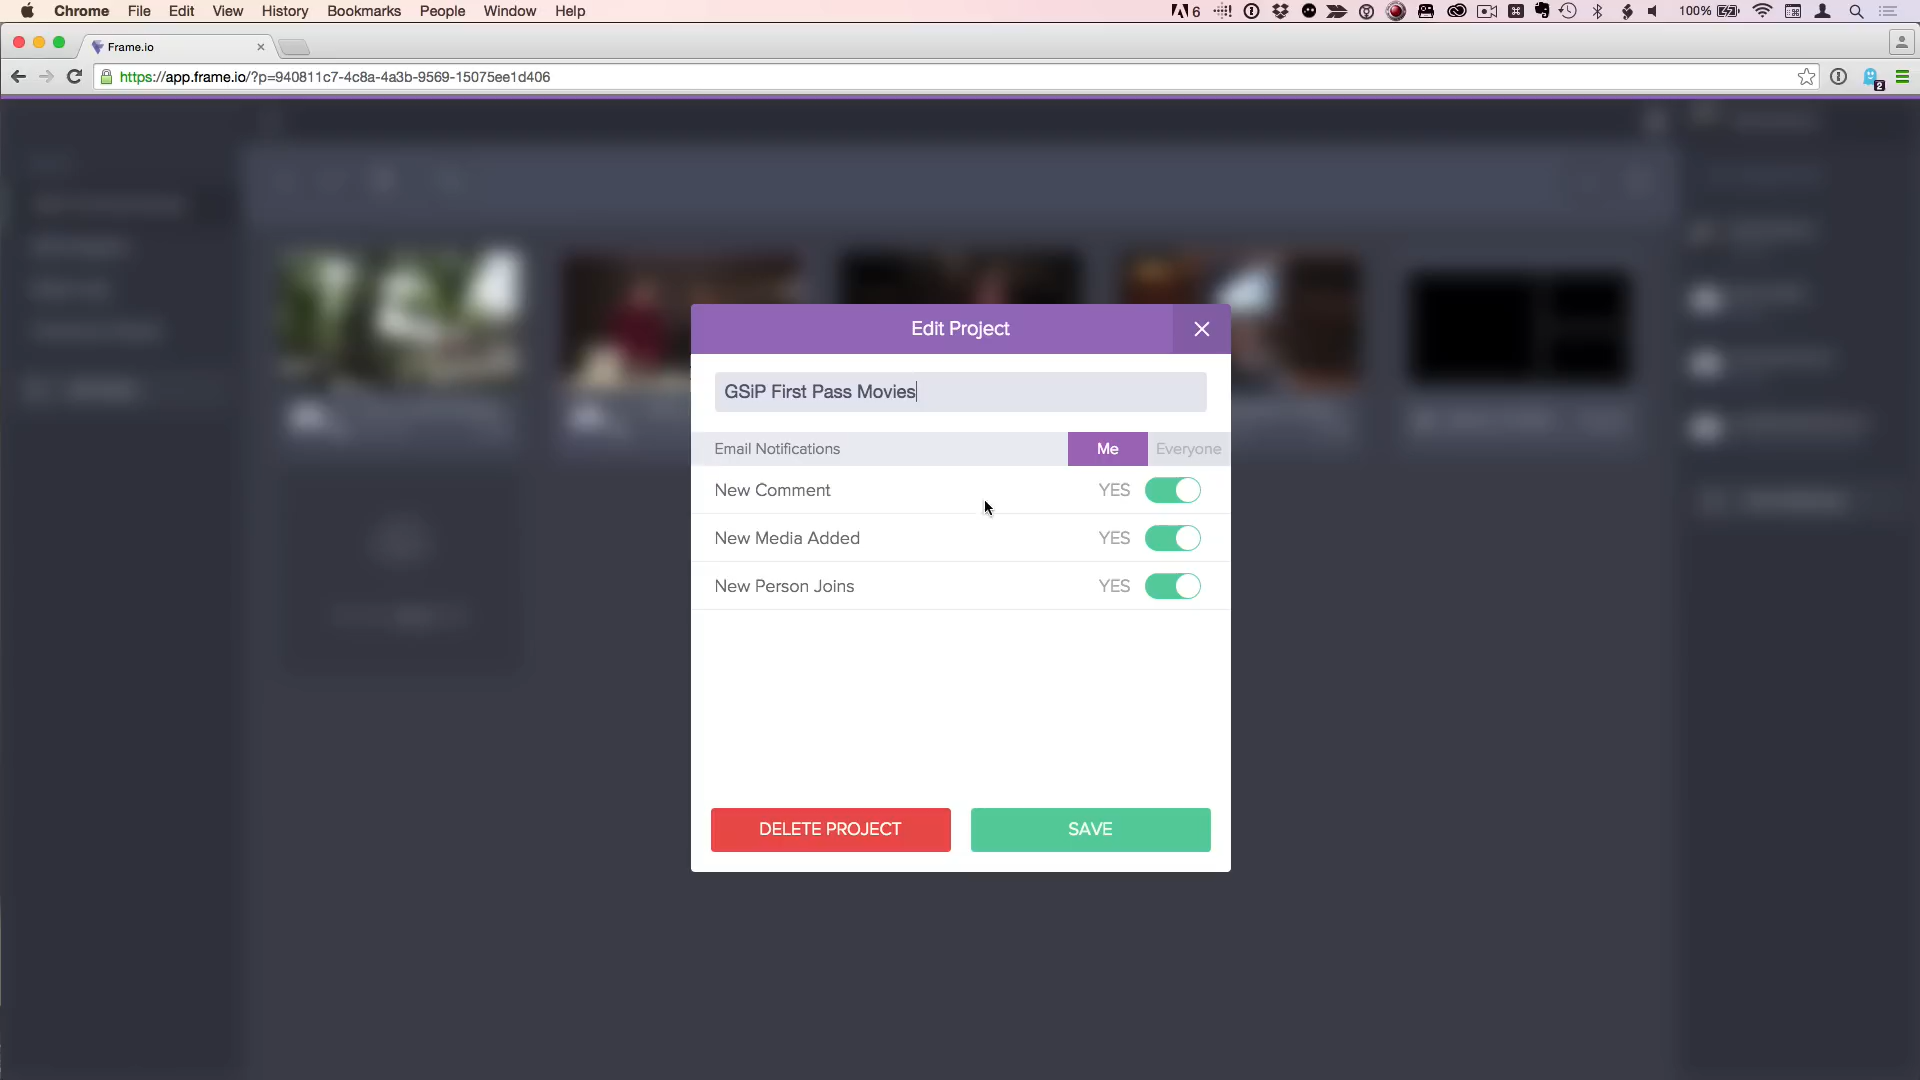 Chrome File Edit View History Bookmarks People Window Help 6 100%
Frame.io
https://app.frame.io/?p=940811c7-4c8a-4a3b-9569-15075ee1d406
2
Edit Project
GSiP First Pass Movies
Email Notifications Me Everyone
New Comment YES
New Media Added YES
New Person Joins YES
DELETE PROJECT SAVE